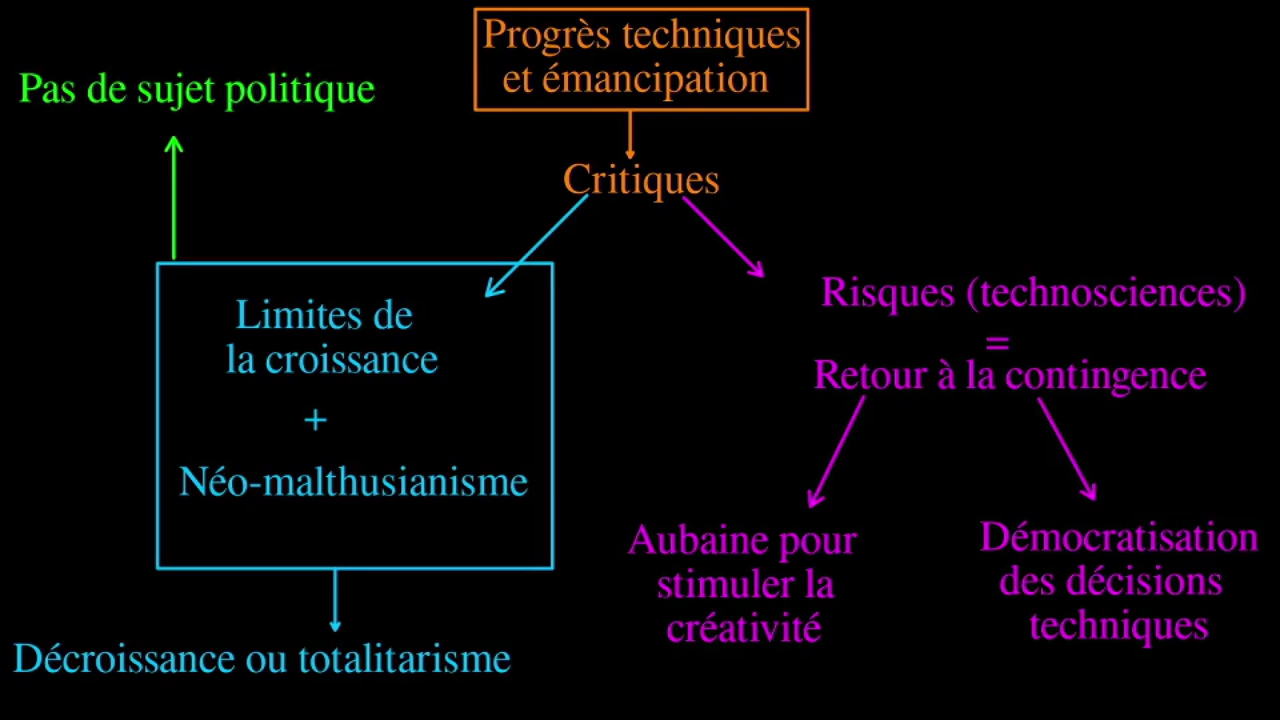 Progrès techniques
et émancipation
Pas de sujet politique
Critiques
Limites de
la croissance
+
Néo-malthusianisme
Décroissance ou totalitarisme
Risques (technosciences)
=
Retour à la contingence
Aubaine pour
stimuler la
créativité
Démocratisation
des décisions
techniques